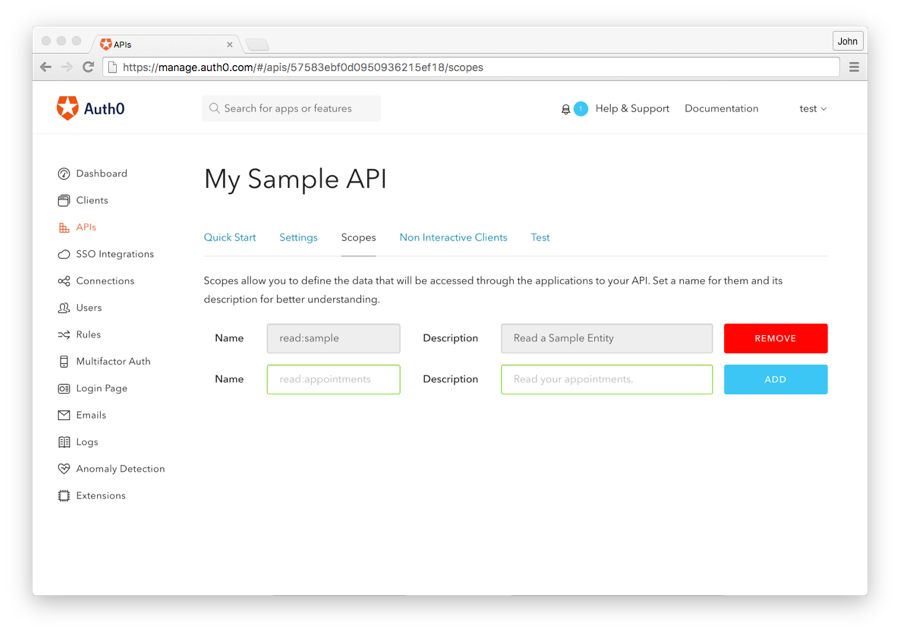 APIs
John
https://manage.auth0.com/#/apis/57583ebf0d0950936215ef18/scopes
Auth0
Search for apps or features
1
Help & Support
Documentation
test
Dashboard
Clients
APIs
SSO Integrations
Connections
Users
Rules
Multifactor Auth
Login Page
Emails
Logs
Anomaly Detection
Extensions
My Sample API
Quick Start Settings Scopes Non Interactive Clients Test
Scopes allow you to define the data that will be accessed through the applications to your API. Set a name for them and its
description for better understanding.
Name read:sample Description Read a Sample Entity REMOVE
Name read:appointments Description Read your appointments. ADD